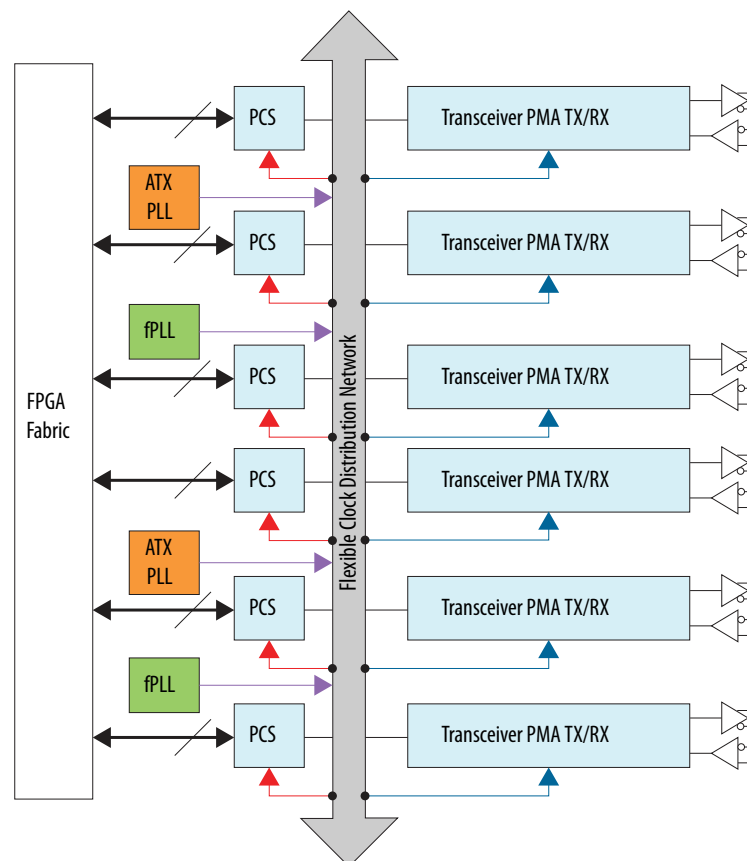 PCS
Transceiver PMA TX/RX
ATX
PLL
PCS
Transceiver PMA TX/RX
fPLL
PCS
Transceiver PMA TX/RX
FPGA
Fabric
Flexible Clock Distribution Network
PCS
Transceiver PMA TX/RX
ATX
PLL
PCS
Transceiver PMA TX/RX
fPLL
PCS
Transceiver PMA TX/RX